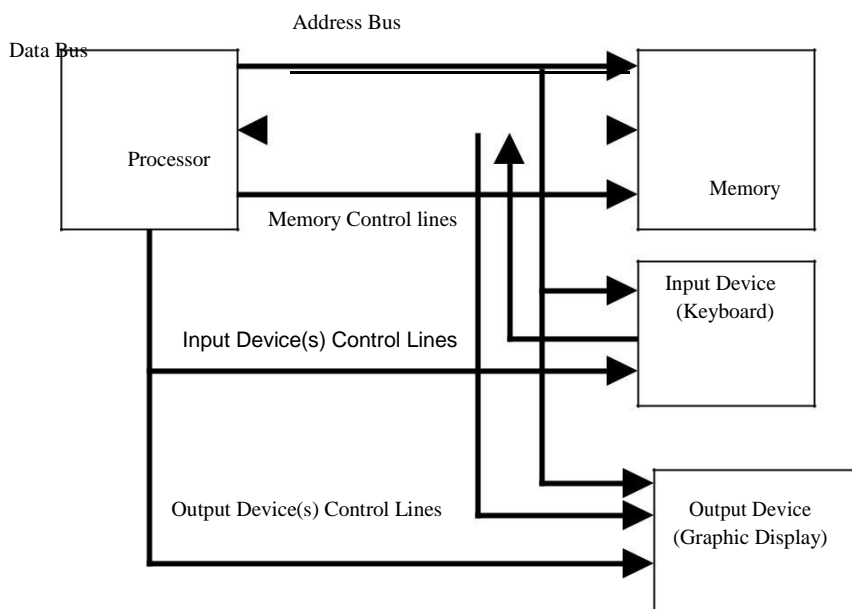 Address Bus
Data Bus
Processor
Memory
Memory Control lines
Input Device
(Keyboard)
Input Device(s) Control Lines
Output Device(s) Control Lines
Output Device
(Graphic Display)